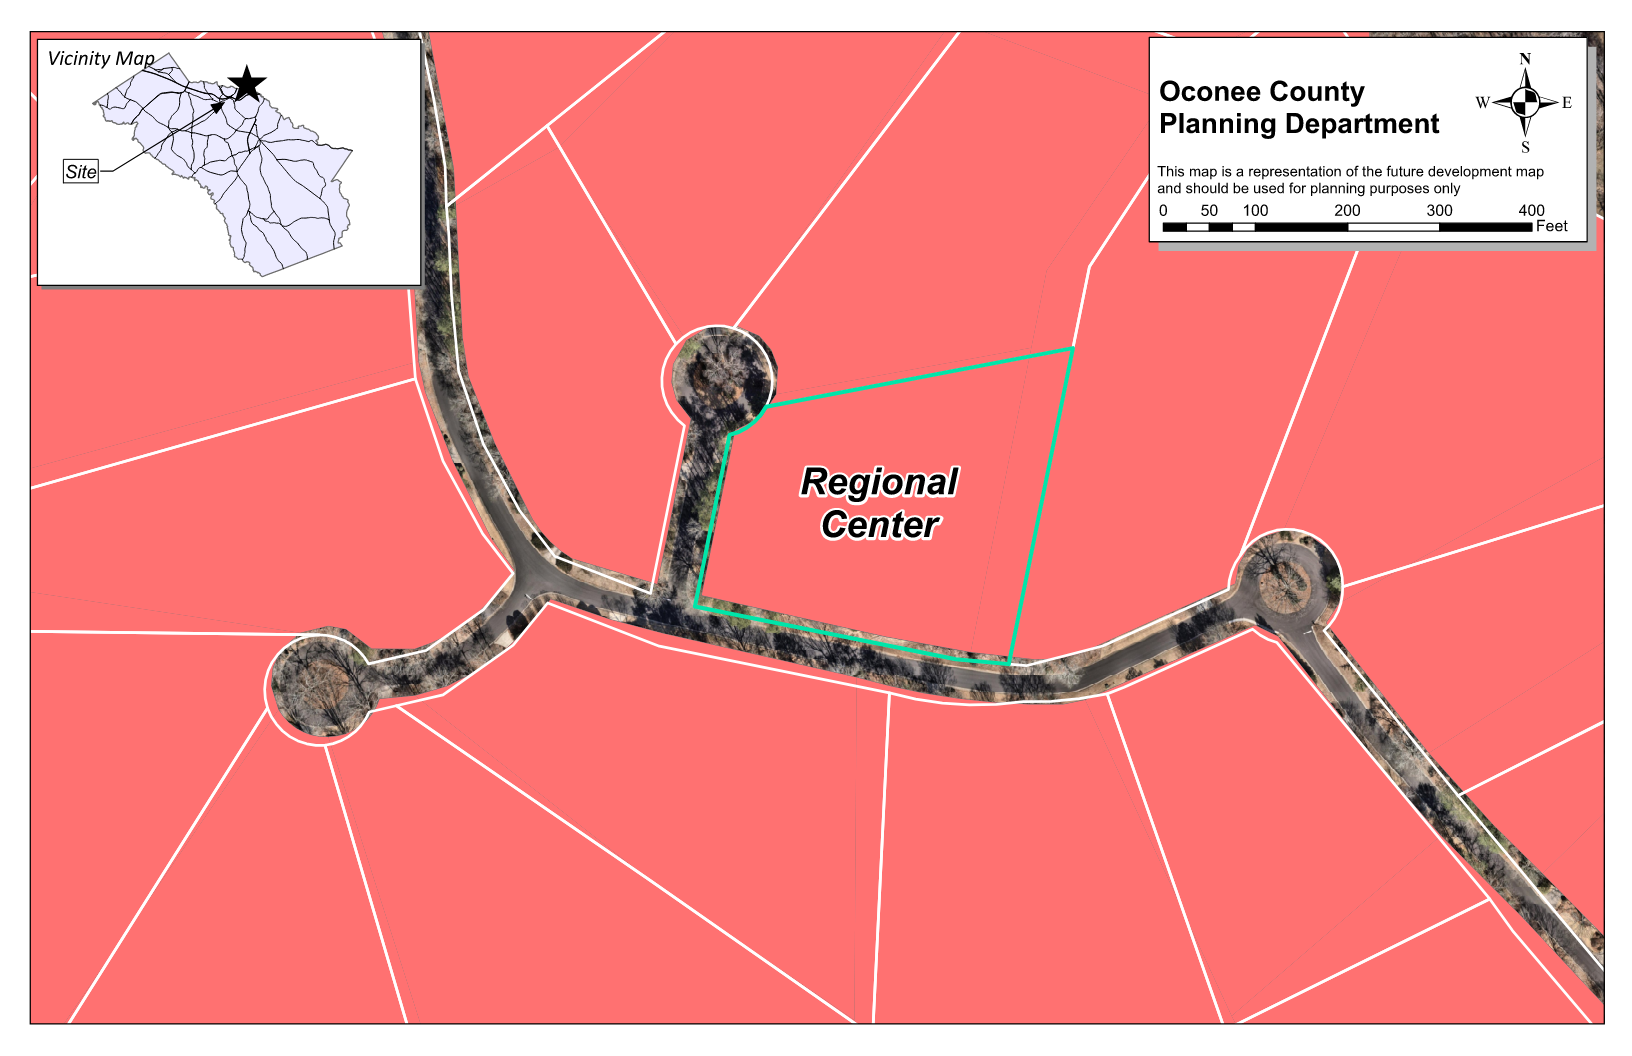 Vicinity Map
Site
Oconee County
Planning Department
N
W E
S
This map is a representation of the future development map
and should be used for planning purposes only
0 50 100 200 300 400
Feet
Regional
Center